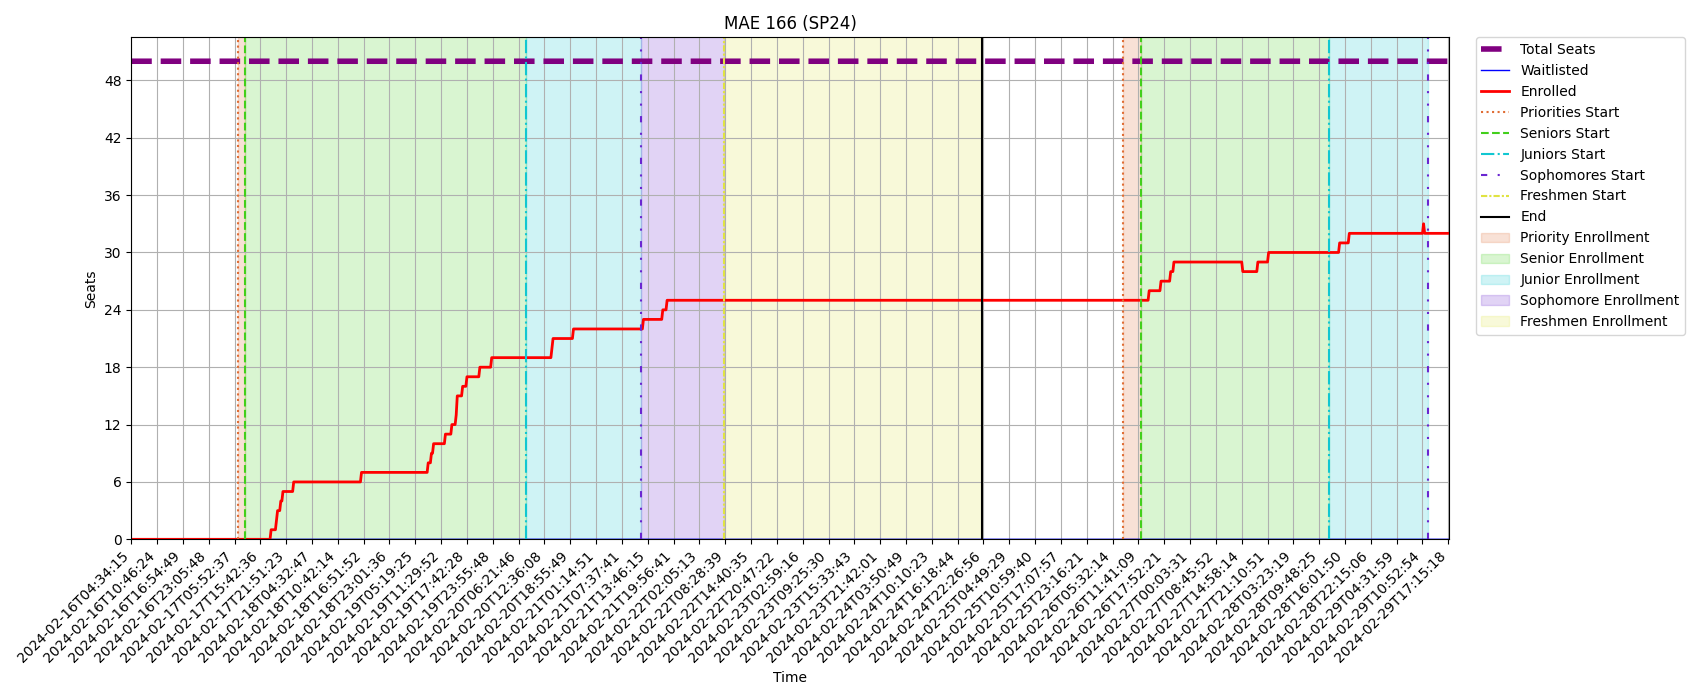 MAE 166 (SP24)
Seats
48
42
36
30
24
18
12
6
0
2024-02-16T04:34:15
2024-02-16T10:46:24
2024-02-16T16:54:49
2024-02-16T23:05:48
2024-02-17T05:52:37
2024-02-17T15:42:36
2024-02-17T21:51:23
2024-02-18T04:32:47
2024-02-18T10:42:14
2024-02-18T16:51:52
2024-02-18T23:01:36
2024-02-19T05:19:25
2024-02-19T11:29:52
2024-02-19T17:42:28
2024-02-19T23:55:48
2024-02-20T06:21:46
2024-02-20T12:36:08
2024-02-20T18:55:49
2024-02-21T01:14:51
2024-02-21T07:37:41
2024-02-21T13:46:15
2024-02-21T19:56:41
2024-02-22T02:05:13
2024-02-22T08:28:39
2024-02-22T14:40:35
2024-02-22T20:47:22
2024-02-23T02:59:16
2024-02-23T09:25:30
2024-02-23T15:33:43
2024-02-23T21:42:01
2024-02-24T03:50:49
2024-02-24T10:10:23
2024-02-24T16:18:44
2024-02-24T22:26:56
2024-02-25T04:49:29
2024-02-25T10:59:40
2024-02-25T17:07:57
2024-02-25T23:16:21
2024-02-26T05:32:14
2024-02-26T11:41:09
2024-02-26T17:52:21
2024-02-27T00:03:31
2024-02-27T08:45:52
2024-02-27T14:58:14
2024-02-27T21:10:51
2024-02-28T03:23:19
2024-02-28T09:48:25
2024-02-28T16:01:50
2024-02-28T22:15:06
2024-02-29T04:31:59
2024-02-29T10:52:54
2024-02-29T17:15:18
Time
Total Seats
Waitlisted
Enrolled
Priorities Start
Seniors Start
Juniors Start
Sophomores Start
Freshmen Start
End
Priority Enrollment
Senior Enrollment
Junior Enrollment
Sophomore Enrollment
Freshmen Enrollment